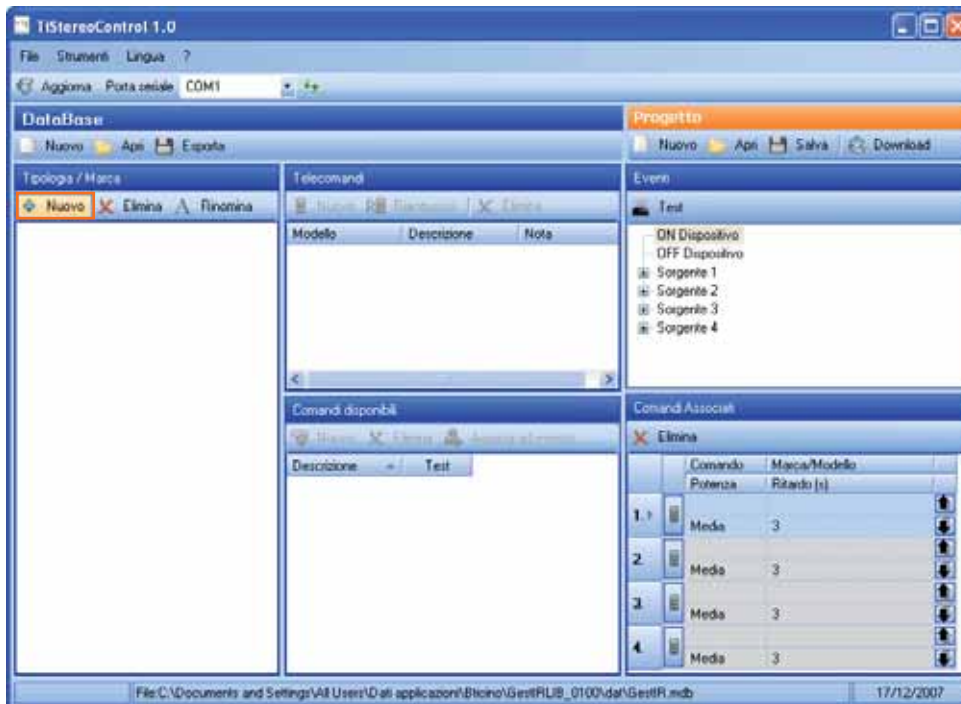 TiStereoControl 1.0
File Strumenti Lingua ?
Aggiorna Porta seriale COM1
DataBase
Nuovo Apri Esporta
Progetto
Nuovo Apri Salva Download
Tipologia / Marca
Nuovo Elimina Rinomina
Telecomandi
Nuovo Elimina
Modello Descrizione Nota
Eventi
Test
ON Dispositivo
OFF Dispositivo
Sorgente 1
Sorgente 2
Sorgente 3
Sorgente 4
Comandi disponibili
Nuovo Elimina
Descrizione Test
Comandi Associati
Elimina
Comando Marca/Modello
Potenza Ritardo (s)
1.
Media 3
2
Media 3
3.
Media 3
4.
Media 3
File:C:\Documents and Settings\All Users\Dati applicazioni\Bticino\GestIRLIB_0100\dat\GestIR.mdb 17/12/2007